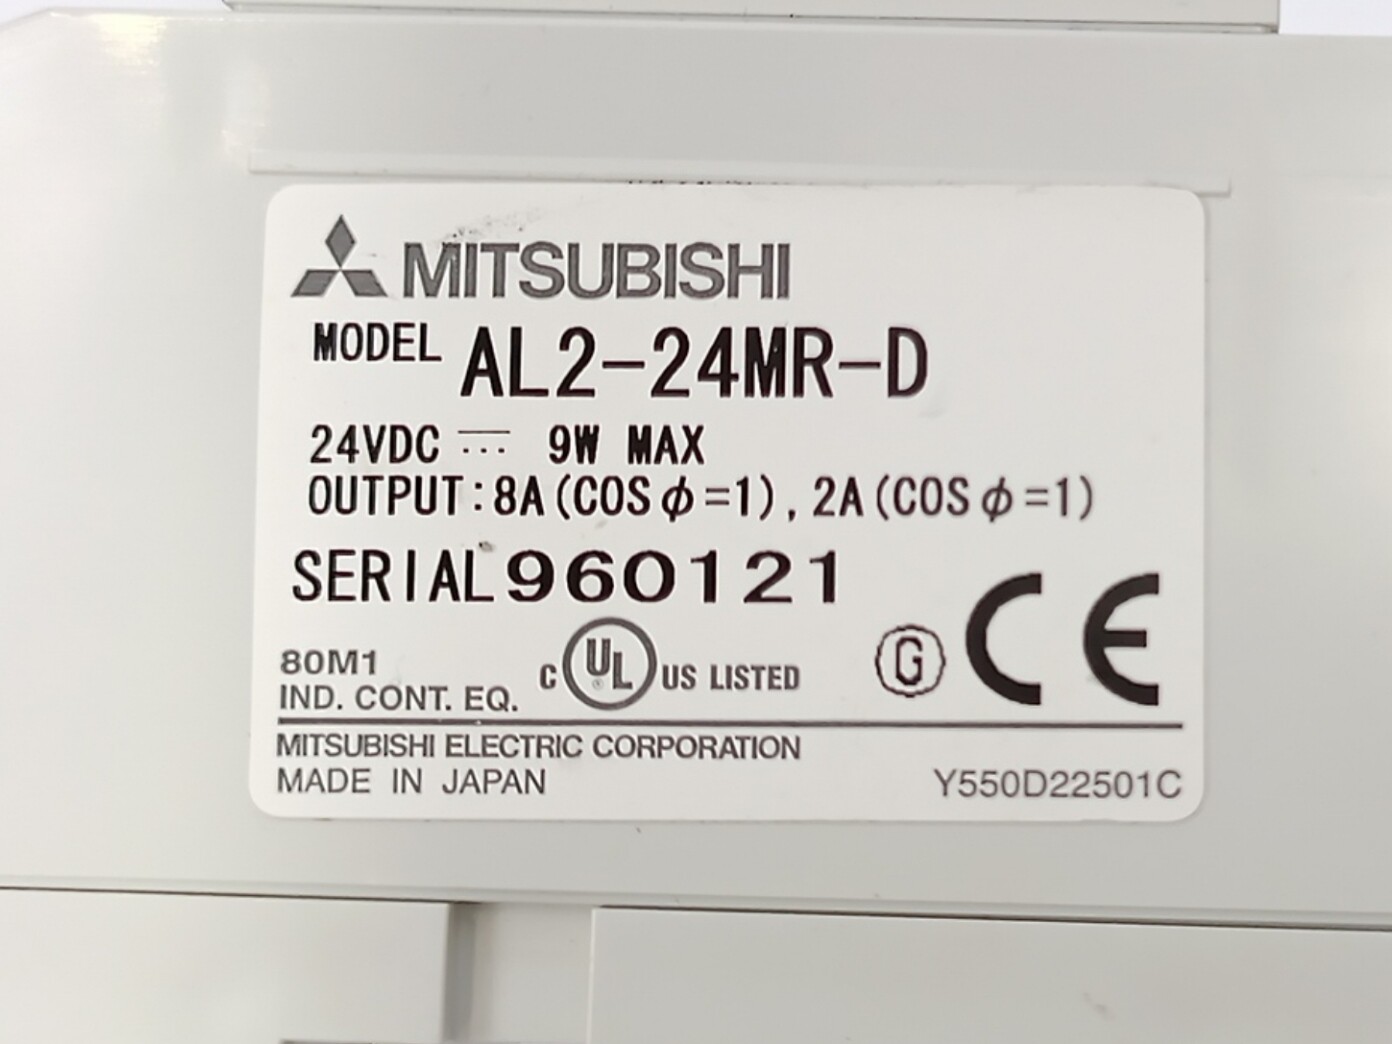 MITSUBISHI
MODEL AL2-24MR-D
24VDC ⎓ 9W MAX
OUTPUT:8A(COSφ=1),2A(COSφ=1)
SERIAL 960121
80M1
IND. CONT. EQ.
C UL US LISTED
G CE
MITSUBISHI ELECTRIC CORPORATION
MADE IN JAPAN
Y550D22501C